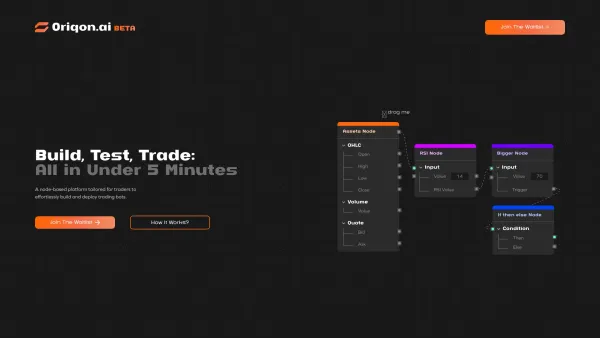 Oriqon.ai BETA
Join The Waitlist
drag me
Build, Test, Trade:
All in Under 5 Minutes
A node-based platform tailored for traders to
effortlessly build and deploy trading bots.
Join The Waitlist →
How It Works?
Assets Node
OHLC
Open
High
Low
Close
Volume
Value
Quote
Bid
Ask
RSI Node
Input
Value 14
RSI Value
Bigger Node
Input
Value 70
Trigger
If then else Node
Condition
Then
Else